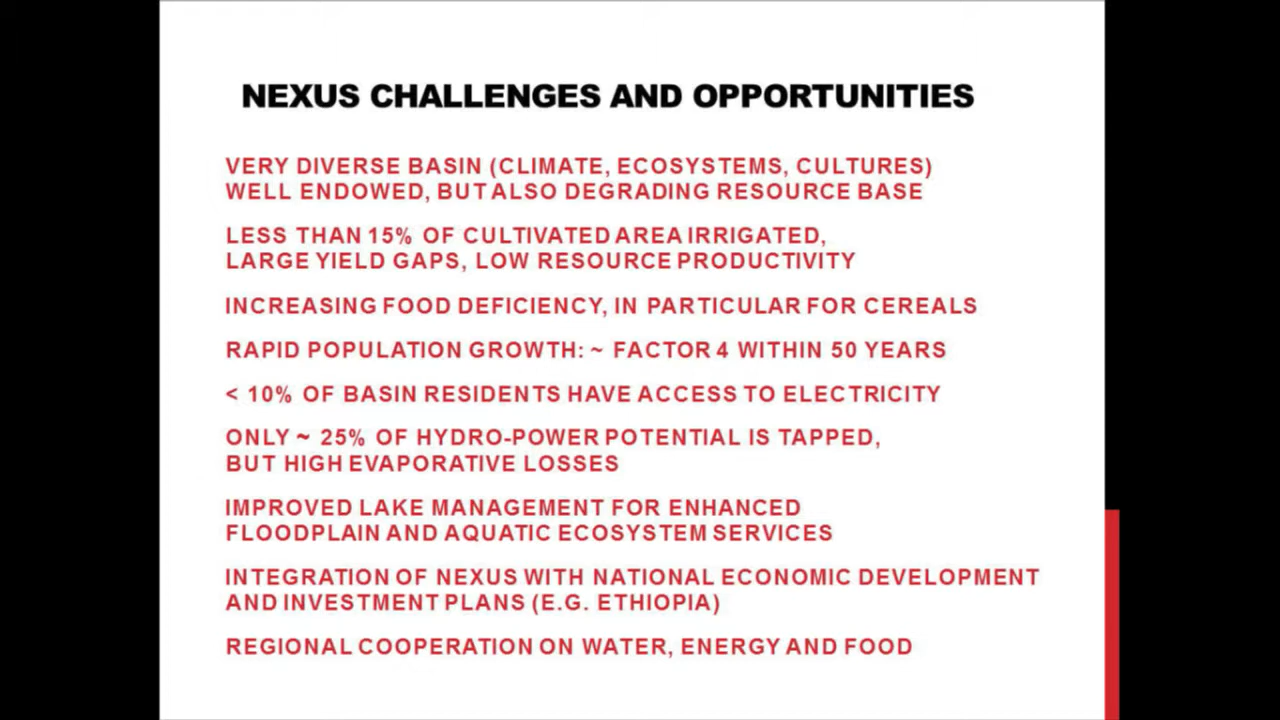 NEXUS CHALLENGES AND OPPORTUNITIES
VERY DIVERSE BASIN (CLIMATE, ECOSYSTEMS, CULTURES)
WELL ENDOWED, BUT ALSO DEGRADING RESOURCE BASE
LESS THAN 15% OF CULTIVATED AREA IRRIGATED,
LARGE YIELD GAPS, LOW RESOURCE PRODUCTIVITY
INCREASING FOOD DEFICIENCY, IN PARTICULAR FOR CEREALS
RAPID POPULATION GROWTH: ~ FACTOR 4 WITHIN 50 YEARS
< 10% OF BASIN RESIDENTS HAVE ACCESS TO ELECTRICITY
ONLY ~ 25% OF HYDRO-POWER POTENTIAL IS TAPPED,
BUT HIGH EVAPORATIVE LOSSES
IMPROVED LAKE MANAGEMENT FOR ENHANCED
FLOODPLAIN AND AQUATIC ECOSYSTEM SERVICES
INTEGRATION OF NEXUS WITH NATIONAL ECONOMIC DEVELOPMENT
AND INVESTMENT PLANS (E.G. ETHIOPIA)
REGIONAL COOPERATION ON WATER, ENERGY AND FOOD